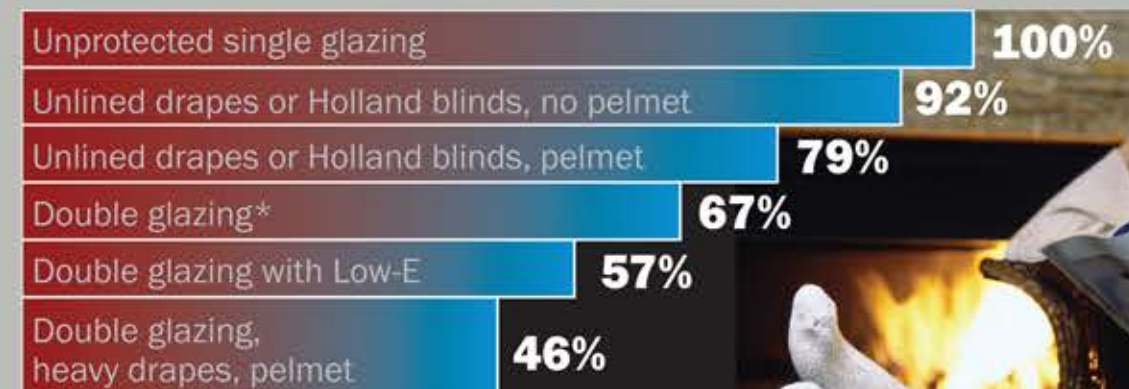 Unprotected single glazing 100%
Unlined drapes or Holland blinds, no pelmet 92%
Unlined drapes or Holland blinds, pelmet 79%
Double glazing* 67%
Double glazing with Low-E 57%
Double glazing,
heavy drapes, pelmet 46%